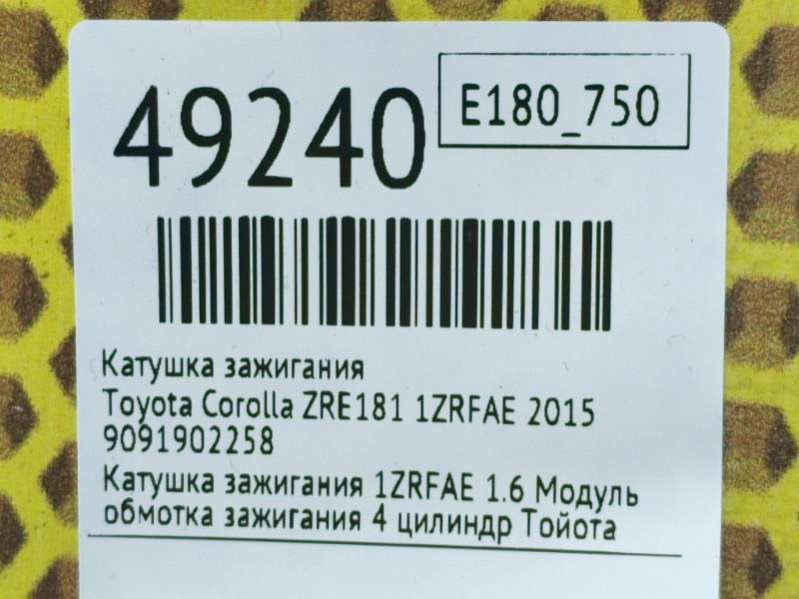 49240
E180_750
Катушка зажигания
Toyota Corolla ZRE181 1ZRFAE 2015
9091902258
Катушка зажигания 1ZRFAE 1.6 Модуль
обмотка зажигания 4 цилиндр Тойота